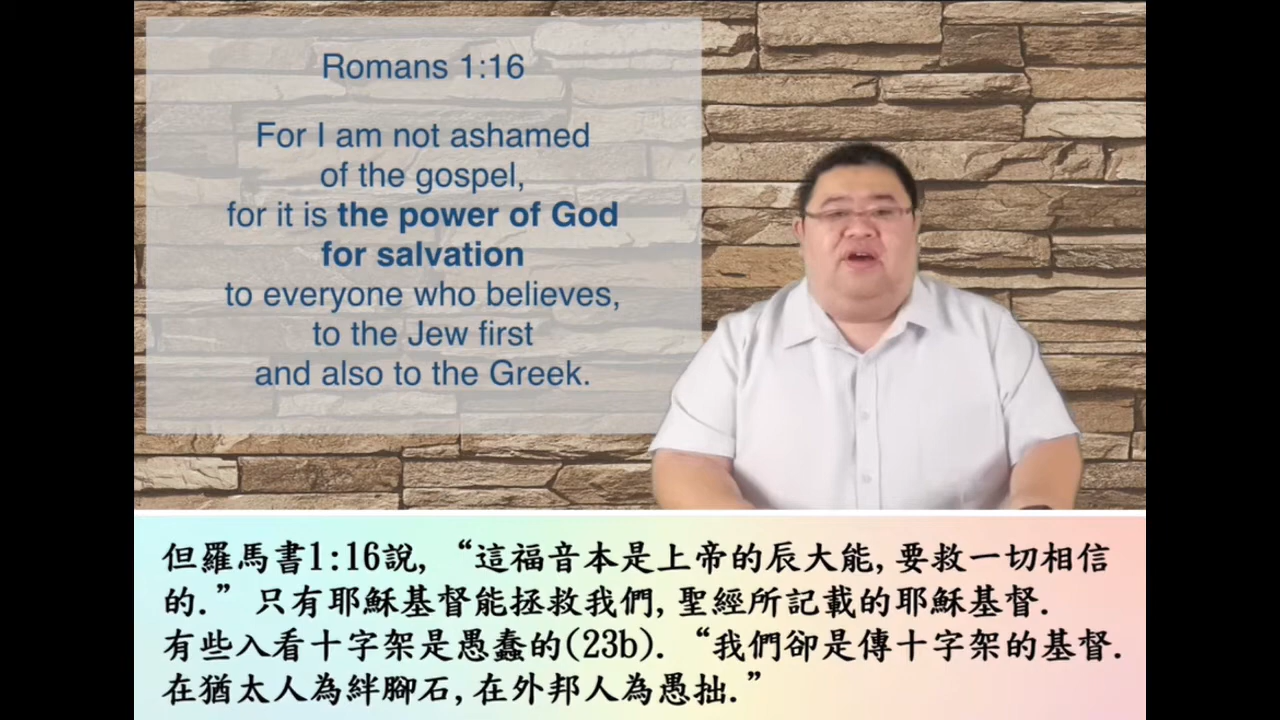 Romans 1:16
For I am not ashamed
of the gospel,
for it is the power of God
for salvation
to everyone who believes,
to the Jew first
and also to the Greek.
但羅馬書1:16說, “這福音本是上帝的辰大能,要救一切相信
的.” 只有耶穌基督能拯救我們,聖經所記載的耶穌基督.
有些入看十字架是愚蠢的(23b). “我們卻是傳十字架的基督.
在猶太人為絆腳石,在外邦人為愚拙.”